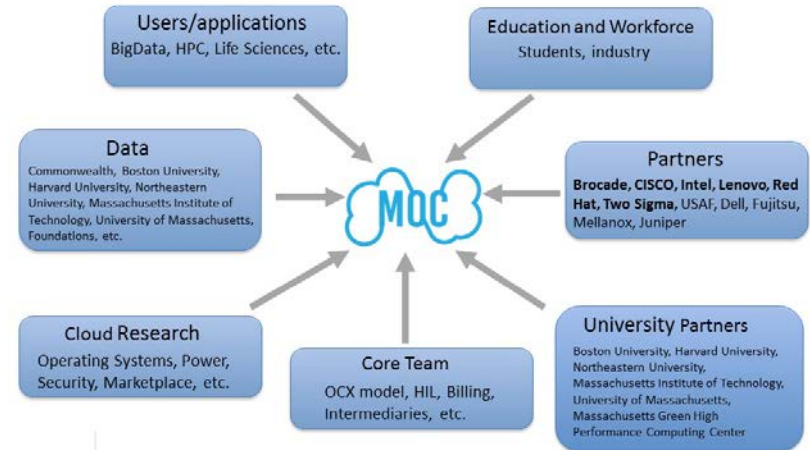 Users/applications
BigData, HPC, Life Sciences, etc.
Education and Workforce
Students, industry
Data
Commonwealth, Boston University,
Harvard University, Northeastern
University, Massachusetts Institute of
Technology, University of Massachusetts,
Foundations, etc.
MOC
Partners
Brocade, CISCO, Intel, Lenovo, Red
Hat, Two Sigma, USAF, Dell, Fujitsu,
Mellanox, Juniper
Cloud Research
Operating Systems, Power,
Security, Marketplace, etc.
Core Team
OCX model, HIL, Billing,
Intermediaries, etc.
University Partners
Boston University, Harvard University,
Northeastern University,
Massachusetts Institute of Technology,
University of Massachusetts,
Massachusetts Green High
Performance Computing Center